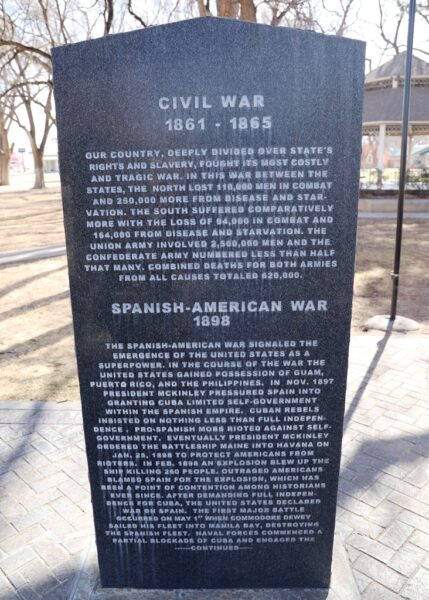 CIVIL WAR
1861 - 1865
OUR COUNTRY, DEEPLY DIVIDED OVER STATE'S
RIGHTS AND SLAVERY, FOUGHT ITS MOST COSTLY
AND TRAGIC WAR. IN THIS WAR BETWEEN THE
STATES, THE NORTH LOST 110,000 MEN IN COMBAT
AND 250,000 MORE FROM DISEASE AND STAR-
VATION. THE SOUTH SUFFERED COMPARATIVELY
MORE WITH THE LOSS OF 94,000 IN COMBAT AND
164,000 FROM DISEASE AND STARVATION. THE
UNION ARMY INVOLVED 2,500,000 MEN AND THE
CONFEDERATE ARMY NUMBERED LESS THAN HALF
THAT MANY. COMBINED DEATHS FOR BOTH ARMIES
FROM ALL CAUSES TOTALED 620,000.
SPANISH-AMERICAN WAR
1898
THE SPANISH-AMERICAN WAR SIGNALED THE
EMERGENCE OF THE UNITED STATES AS A
SUPERPOWER. IN THE COURSE OF THE WAR THE
UNITED STATES GAINED POSSESSION OF GUAM,
PUERTO RICO, AND THE PHILIPPINES. IN NOV. 1897
PRESIDENT MCKINLEY PRESSURED SPAIN INTO
GRANTING CUBA LIMITED SELF-GOVERNMENT
WITHIN THE SPANISH EMPIRE. CUBAN REBELS
INSISTED ON NOTHING LESS THAN FULL INDEPEN-
DENCE; PRO-SPANISH MOBS RIOTED AGAINST SELF-
GOVERNMENT. EVENTUALLY PRESIDENT MCKINLEY
ORDERED THE BATTLESHIP MAINE INTO HAVANA ON
JAN. 25, 1898 TO PROTECT AMERICANS FROM
RIOTERS. IN FEB. 1898 AN EXPLOSION BLEW UP THE
SHIP KILLING 260 PEOPLE. OUTRAGED AMERICANS
BLAMED SPAIN FOR THE EXPLOSION, WHICH HAS
BEEN A POINT OF CONTENTION AMONG HISTORIANS
EVER SINCE. AFTER DEMANDING FULL INDEPEN-
DENCE FOR CUBA, THE UNITED STATES DECLARED
WAR ON SPAIN. THE FIRST MAJOR BATTLE
OCCURRED ON MAY 1ST WHEN COMMODORE DEWEY
SAILED HIS FLEET INTO MANILA BAY, DESTROYING
THE SPANISH FLEET. NAVAL FORCES COMMENCED A
PARTIAL BLOCKADE OF CUBA AND ENGAGED THE
------CONTINUED-----